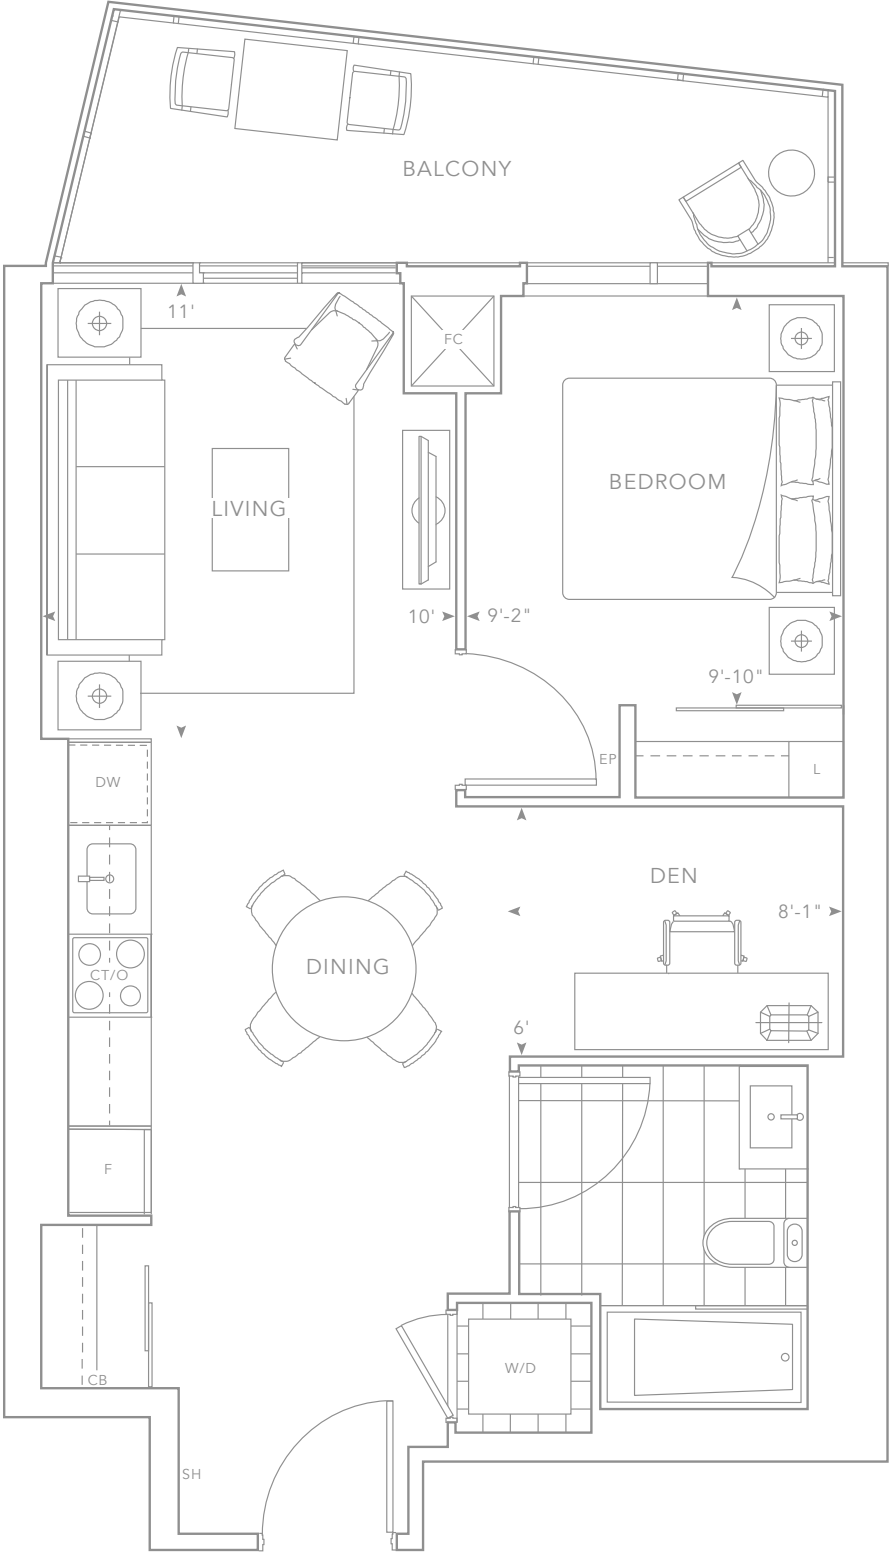 BALCONY
11'
FC
LIVING
BEDROOM
10'
9'-2"
9'-10"
DW
EP
L
DEN
8'-1"
CT/O
DINING
6'
F
CB
W/D
SH